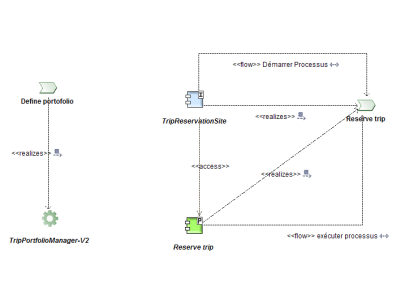 <<flow>> Démarrer Processus
Define portofolio
TripReservationSite
<<realizes>>
Reserve trip
<<realizes>>
<<access>>
<<realizes>>
TripPortfolioManager-V2
Reserve trip
<<flow>> exécuter processus